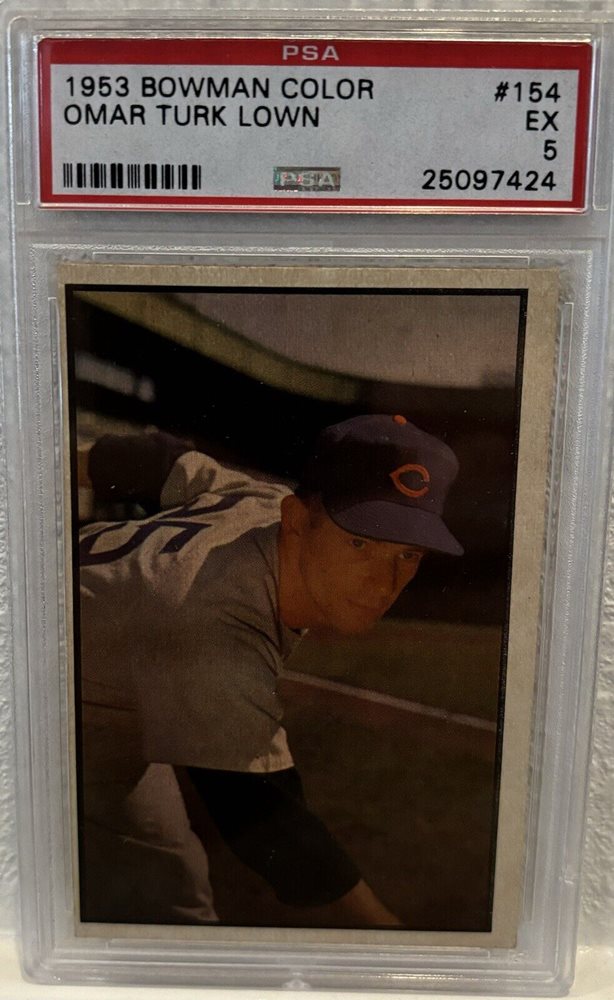 PSA
1953 BOWMAN COLOR #154
OMAR TURK LOWN EX
5
PSA 25097424
C